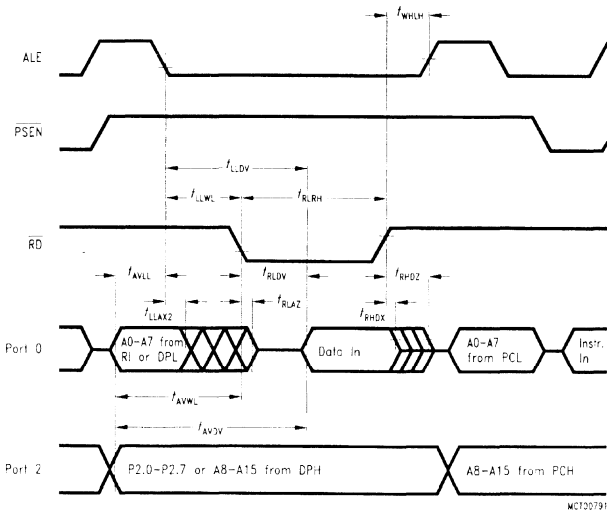 tWHLH
ALE
PSEN
tLLDV
tLLWL
tRLRH
RD
tAVLL
tRLDV
tRHDZ
tLLAX2
tRLAZ
tRHDX
Port 0
A0-A7 from
RI or DPL
Data In
A0-A7
from PCL
Instr.
In
tAVWL
tAVDV
Port 2
P2.0-P2.7 or A8-A15 from DPH
A8-A15 from PCH
MCT00791